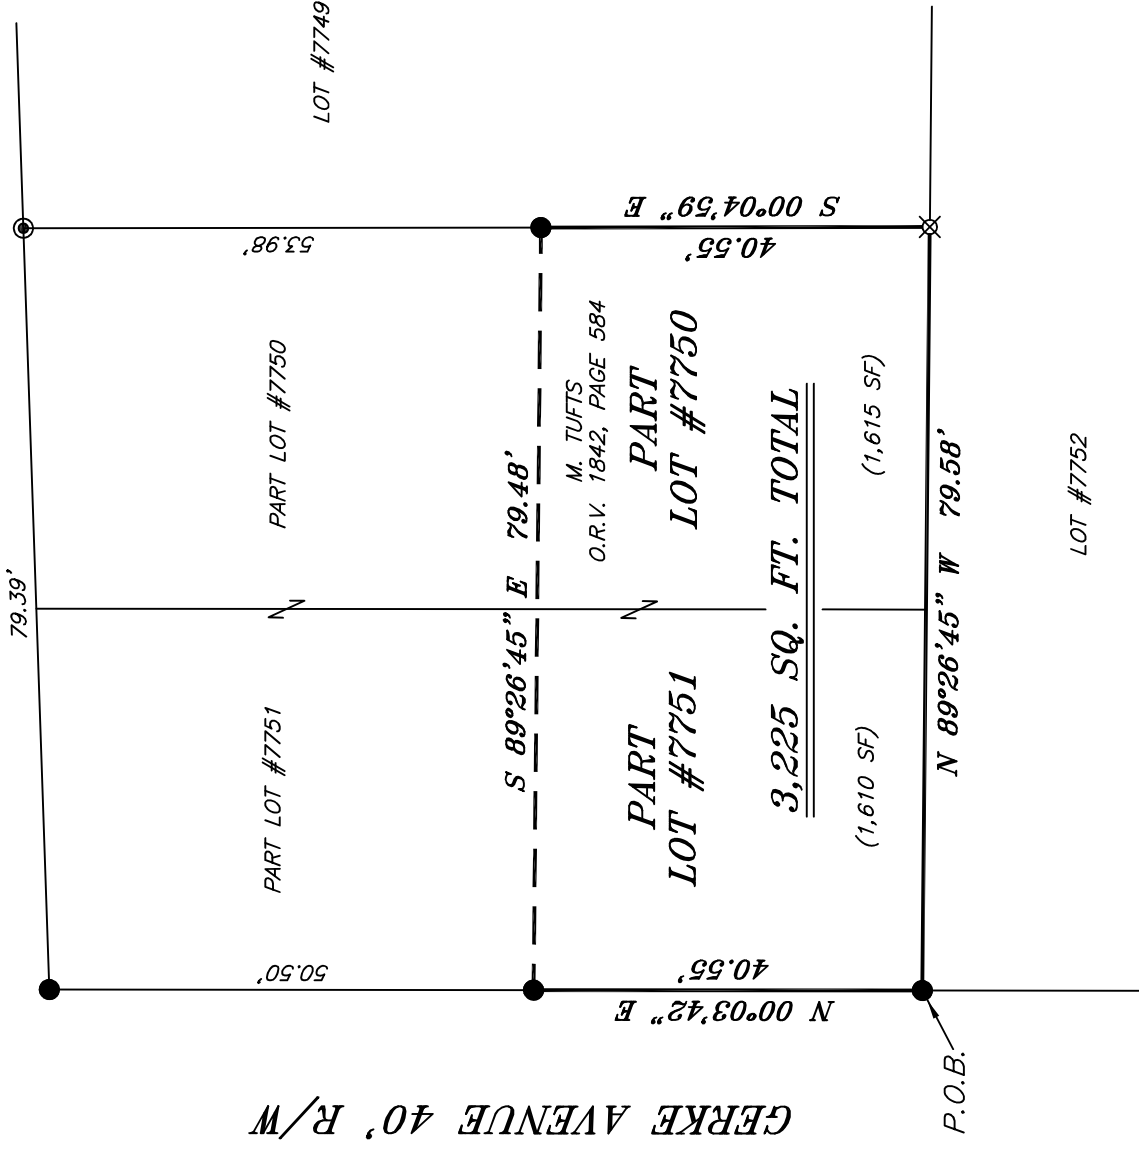 LOT #7749
79.39'
53.98'
PART LOT #7750
PART LOT #7751
50.50'
S 00°04'59" E
40.55'
S 89°26'45" E 79.48'
M. TUFTS
O.R.V. 1842, PAGE 584
PART
LOT #7750
PART
LOT #7751
3,225 SQ. FT. TOTAL
(1,615 SF)
(1,610 SF)
40.55'
N 00°03'42" E
N 89°26'45" W 79.58'
LOT #7752
P.O.B.
GERKE AVENUE 40' R/W